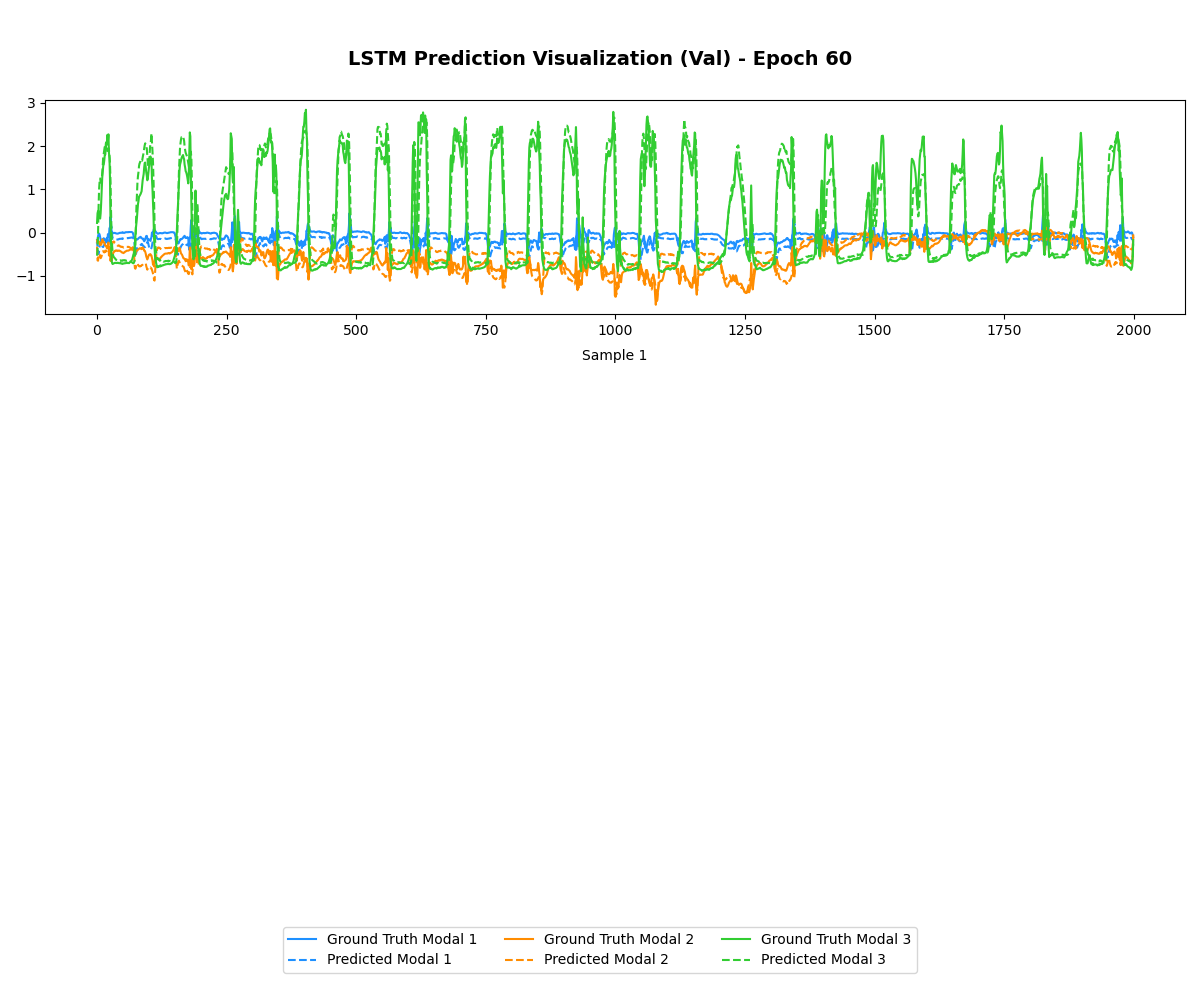 LSTM Prediction Visualization (Val) - Epoch 60
3
2
1
0
−1
0 250 500 750 1000 1250 1500 1750 2000
Sample 1
Ground Truth Modal 1 Ground Truth Modal 2 Ground Truth Modal 3
Predicted Modal 1 Predicted Modal 2 Predicted Modal 3